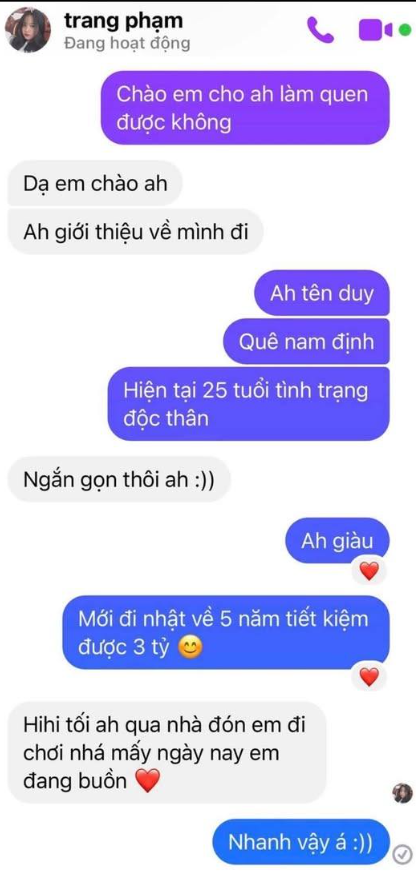 trang phạm
Đang hoạt động
Chào em cho ah làm quen
được không
Dạ em chào ah
Ah giới thiệu về mình đi
Ah tên duy
Quê nam định
Hiện tại 25 tuổi tình trạng
độc thân
Ngắn gọn thôi ah :))
Ah giàu
Mới đi nhật về 5 năm tiết kiệm
được 3 tỷ 😊
Hihi tối ah qua nhà đón em đi
chơi nhá mấy ngày nay em
đang buồn ❤️
Nhanh vậy á :))